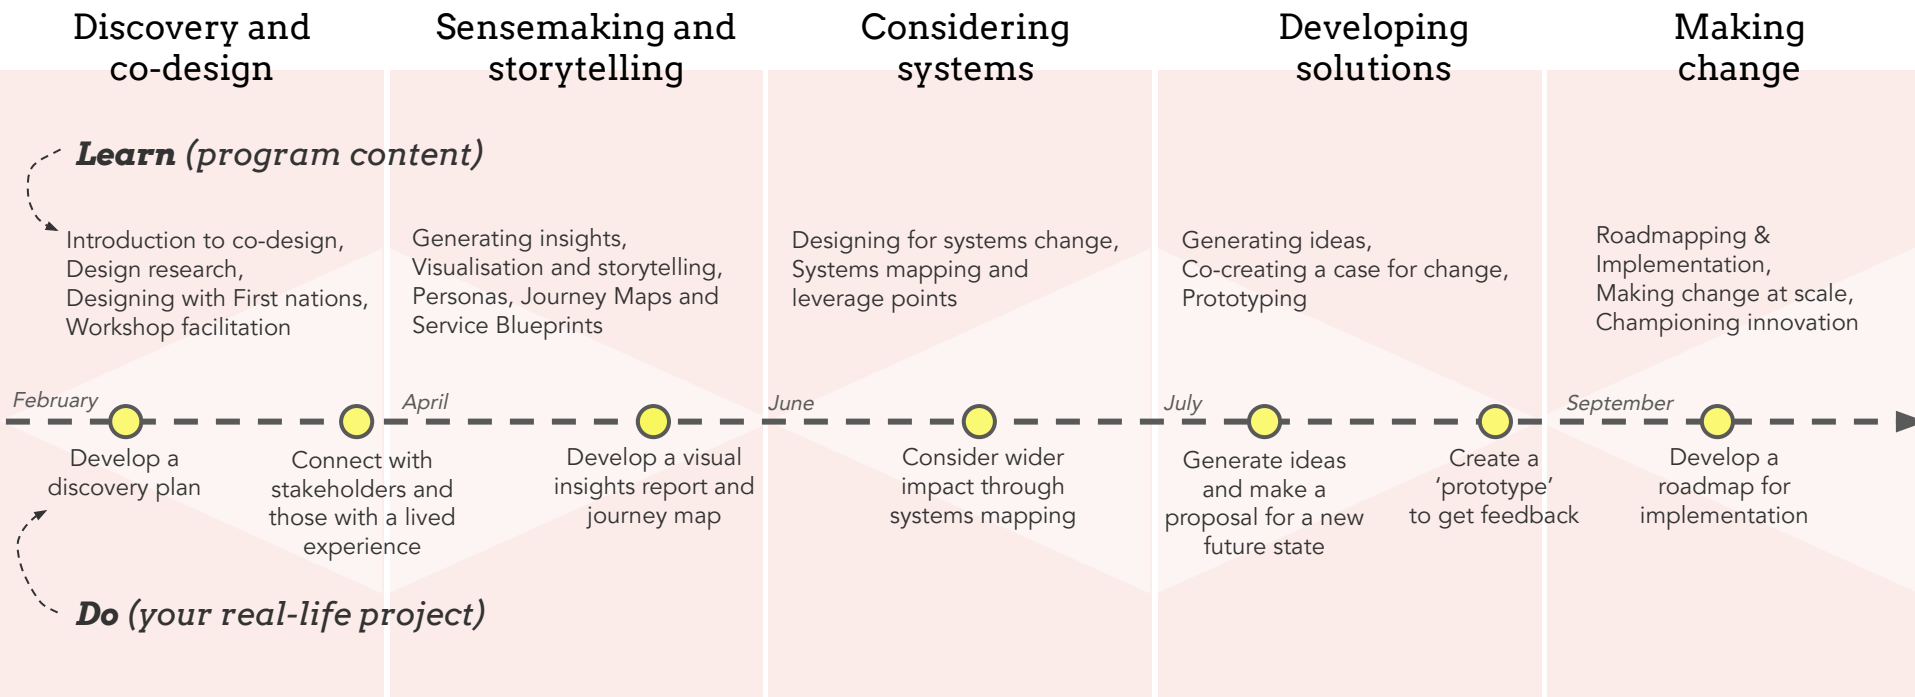 Discovery and
co-design
Sensemaking and
storytelling
Considering
systems
Developing
solutions
Making
change
Learn (program content)
Introduction to co-design,
Design research,
Designing with First nations,
Workshop facilitation
Generating insights,
Visualisation and storytelling,
Personas, Journey Maps and
Service Blueprints
Designing for systems change,
Systems mapping and
leverage points
Generating ideas,
Co-creating a case for change,
Prototyping
Roadmapping &
Implementation,
Making change at scale,
Championing innovation
February
April
June
July
September
Develop a
discovery plan
Connect with
stakeholders and
those with a lived
experience
Develop a visual
insights report and
journey map
Consider wider
impact through
systems mapping
Generate ideas
and make a
proposal for a new
future state
Create a
‘prototype’
to get feedback
Develop a
roadmap for
implementation
Do (your real-life project)